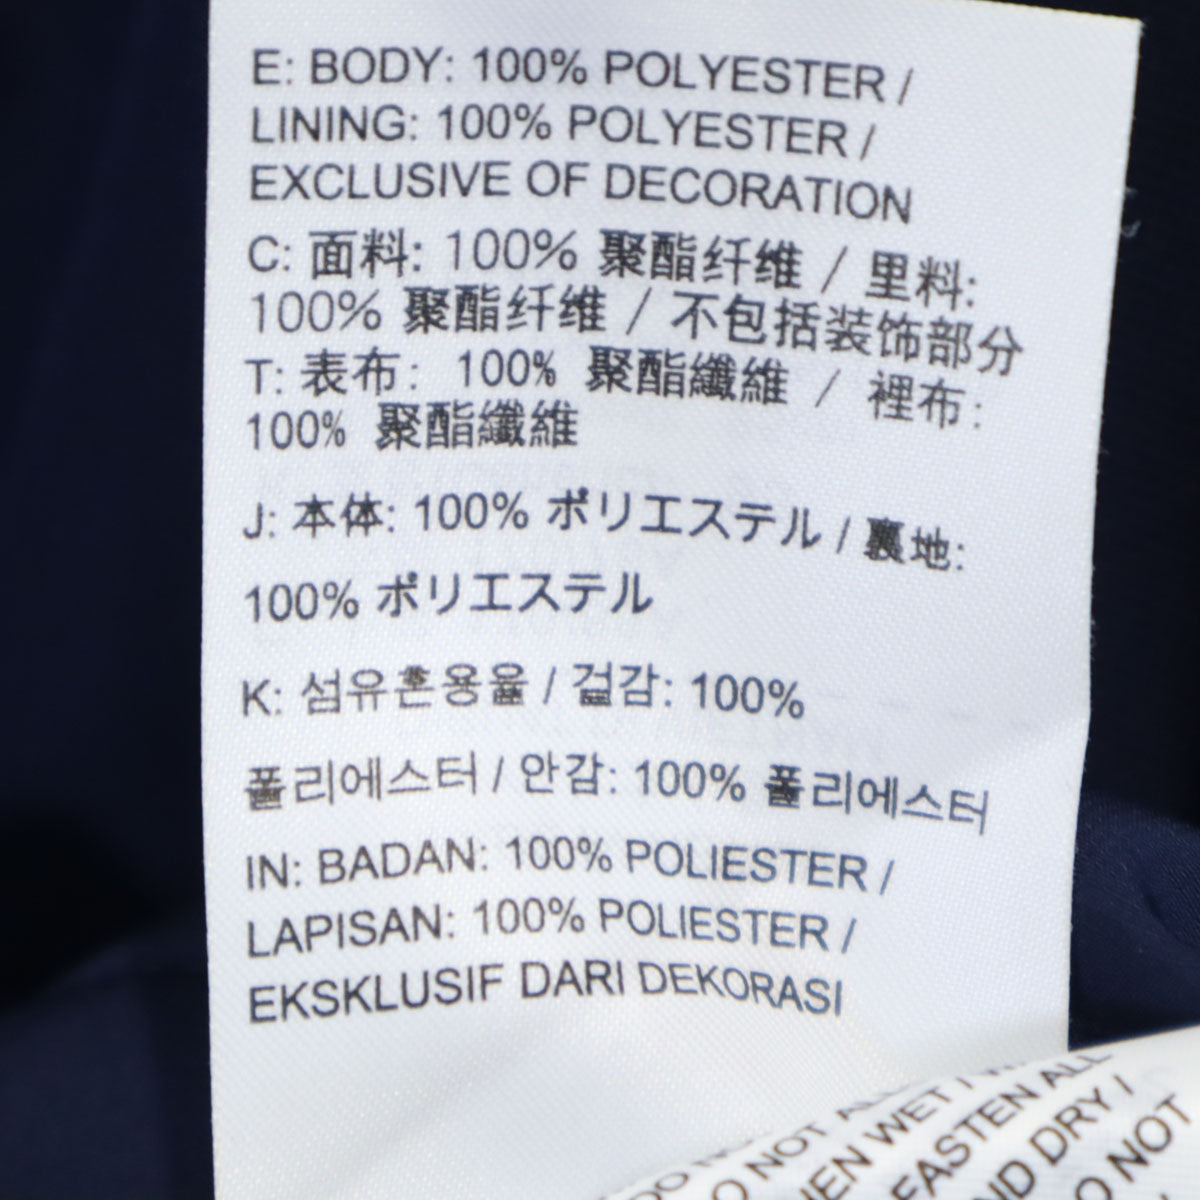 E: BODY: 100% POLYESTER /
LINING: 100% POLYESTER /
EXCLUSIVE OF DECORATION
C: 面料: 100% 聚酯纤维 / 里料:
100% 聚酯纤维 / 不包括装饰部分
T: 表布: 100% 聚酯纖維 / 裡布:
100% 聚酯纖維
J: 本体: 100% ポリエステル / 裏地:
100% ポリエステル
K: 섬유혼용율 / 겉감: 100%
폴리에스터 / 안감: 100% 폴리에스터
IN: BADAN: 100% POLIESTER /
LAPISAN: 100% POLIESTER /
EKSKLUSIF DARI DEKORASI
NOT
WET /
FASTEN ALL
DRY /
NOT